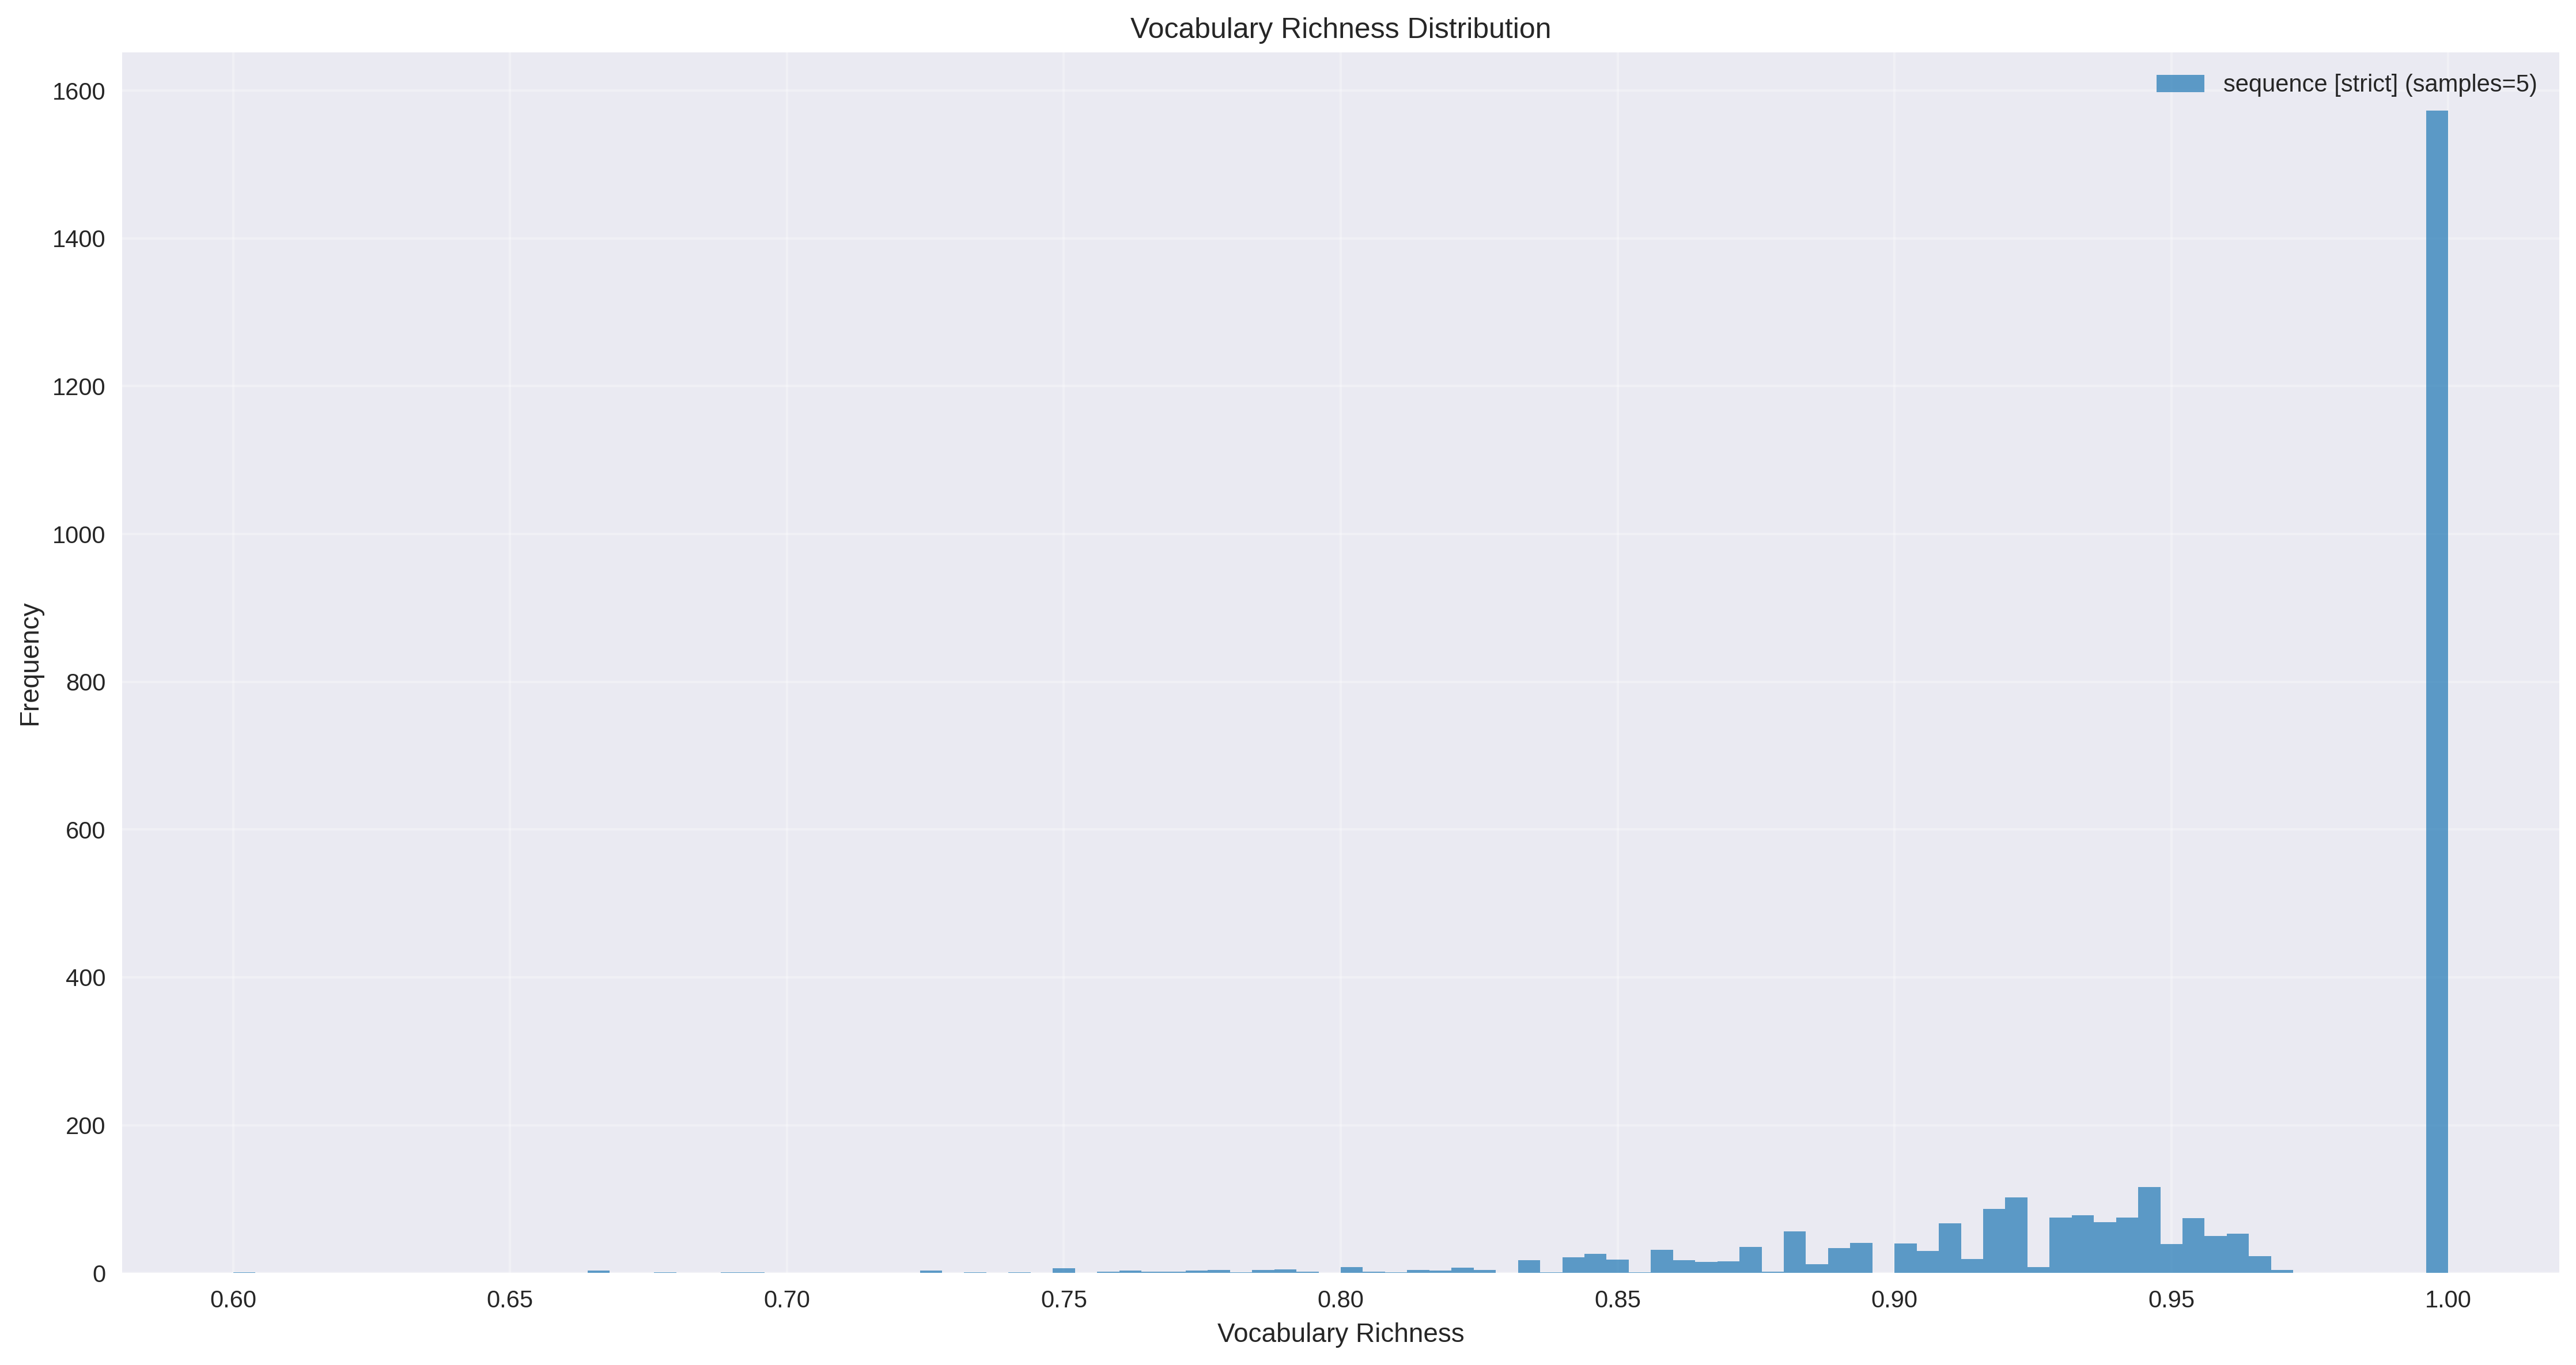 Vocabulary Richness Distribution
sequence [strict] (samples=5)
1600
1400
1200
1000
800
600
400
200
0
Frequency
0.60 0.65 0.70 0.75 0.80 0.85 0.90 0.95 1.00
Vocabulary Richness